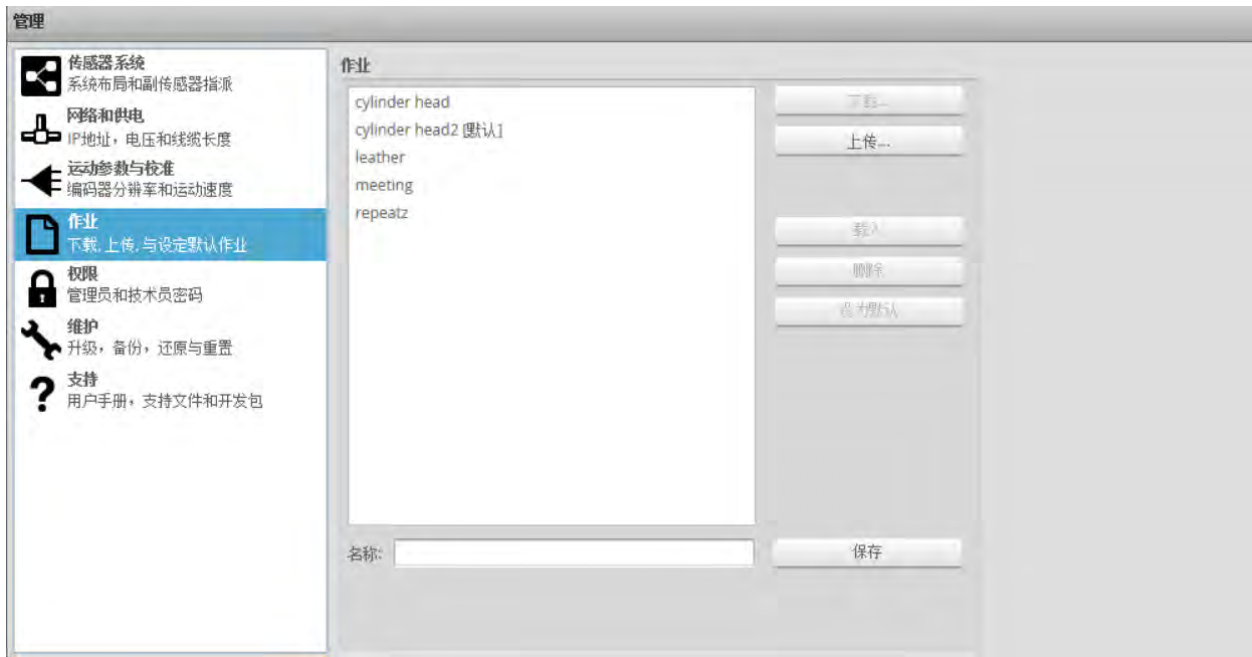 管理
传感器系统
系统布局和副传感器指派
网络和供电
IP地址，电压和线缆长度
运动参数与校准
编码器分辨率和运动速度
作业
下载, 上传, 与设定默认作业
权限
管理员和技术员密码
维护
升级，备份，还原与重置
支持
用户手册，支持文件和开发包
作业
cylinder head
cylinder head2 [默认]
leather
meeting
repeatz
下载...
上传...
载入
删除
设为默认
名称:
保存